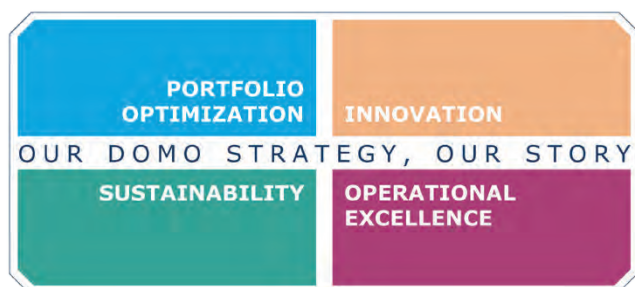 PORTFOLIO
OPTIMIZATION
INNOVATION
OUR DOMO STRATEGY, OUR STORY
SUSTAINABILITY
OPERATIONAL
EXCELLENCE